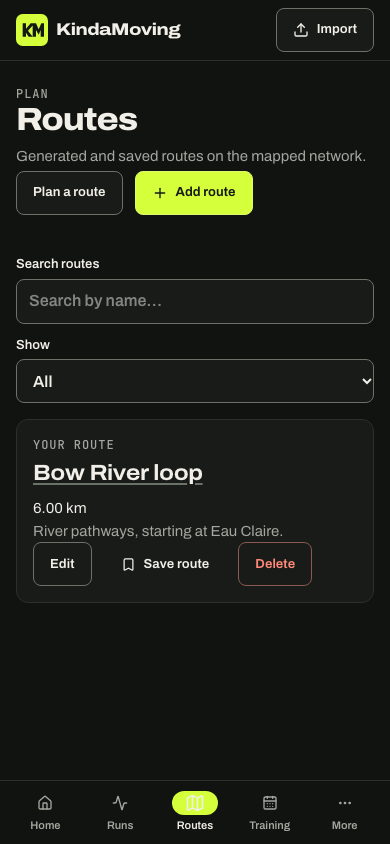 KM KindaMoving
Import
PLAN
Routes
Generated and saved routes on the mapped network.
Plan a route
Add route
Search routes
Search by name...
Show
All
YOUR ROUTE
Bow River loop
6.00 km
River pathways, starting at Eau Claire.
Edit
Save route
Delete
Home
Runs
Routes
Training
More